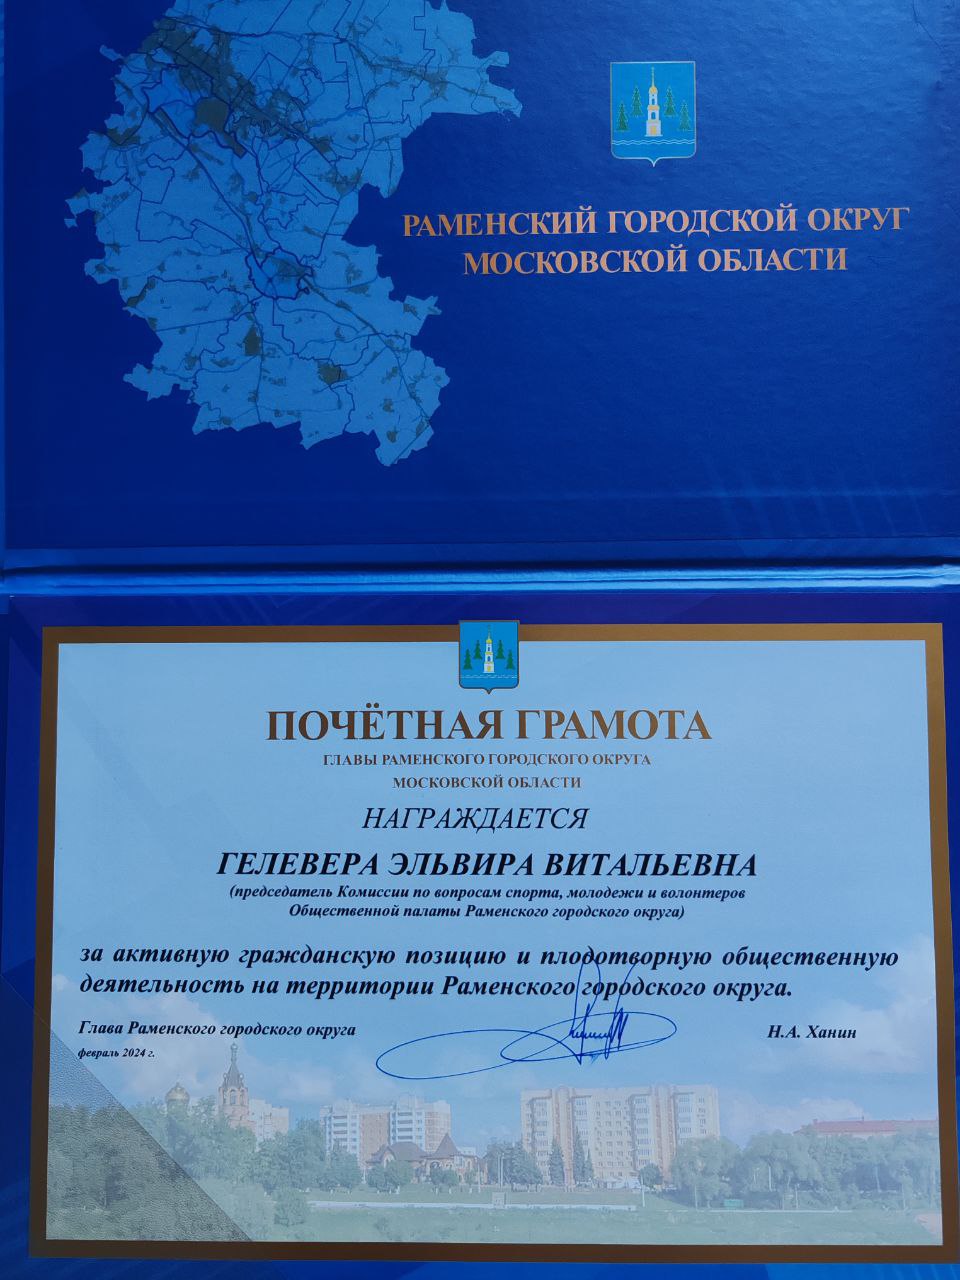 РАМЕНСКИЙ ГОРОДСКОЙ ОКРУГ
МОСКОВСКОЙ ОБЛАСТИ
ПОЧЁТНАЯ ГРАМОТА
ГЛАВЫ РАМЕНСКОГО ГОРОДСКОГО ОКРУГА
МОСКОВСКОЙ ОБЛАСТИ
НАГРАЖДАЕТСЯ
ГЕЛЕВЕРА ЭЛЬВИРА ВИТАЛЬЕВНА
(председатель Комиссии по вопросам спорта, молодежи и волонтеров
Общественной палаты Раменского городского округа)
за активную гражданскую позицию и плодотворную общественную
деятельность на территории Раменского городского округа.
Глава Раменского городского округа
Н.А. Ханин
февраль 2024 г.